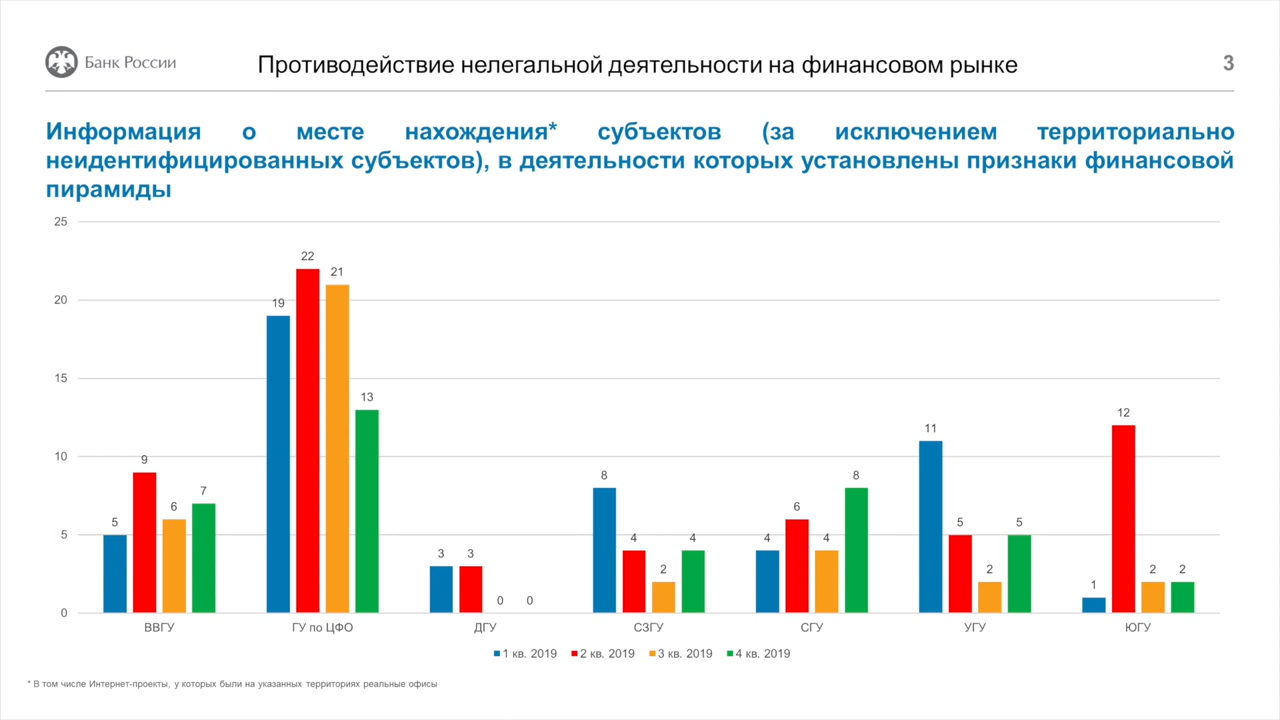 Банк России
Противодействие нелегальной деятельности на финансовом рынке
3
Информация о месте нахождения* субъектов (за исключением территориально
неидентифицированных субъектов), в деятельности которых установлены признаки финансовой
пирамиды
25
20
15
10
5
0
5 9 6 7
19 22 21 13
3 3 0 0
8 4 2 4
4 6 4 8
11 5 2 5
1 12 2 2
ВВГУ ГУ по ЦФО ДГУ СЗГУ СГУ УГУ ЮГУ
1 кв. 2019 2 кв. 2019 3 кв. 2019 4 кв. 2019
* В том числе Интернет-проекты, у которых были на указанных территориях реальные офисы